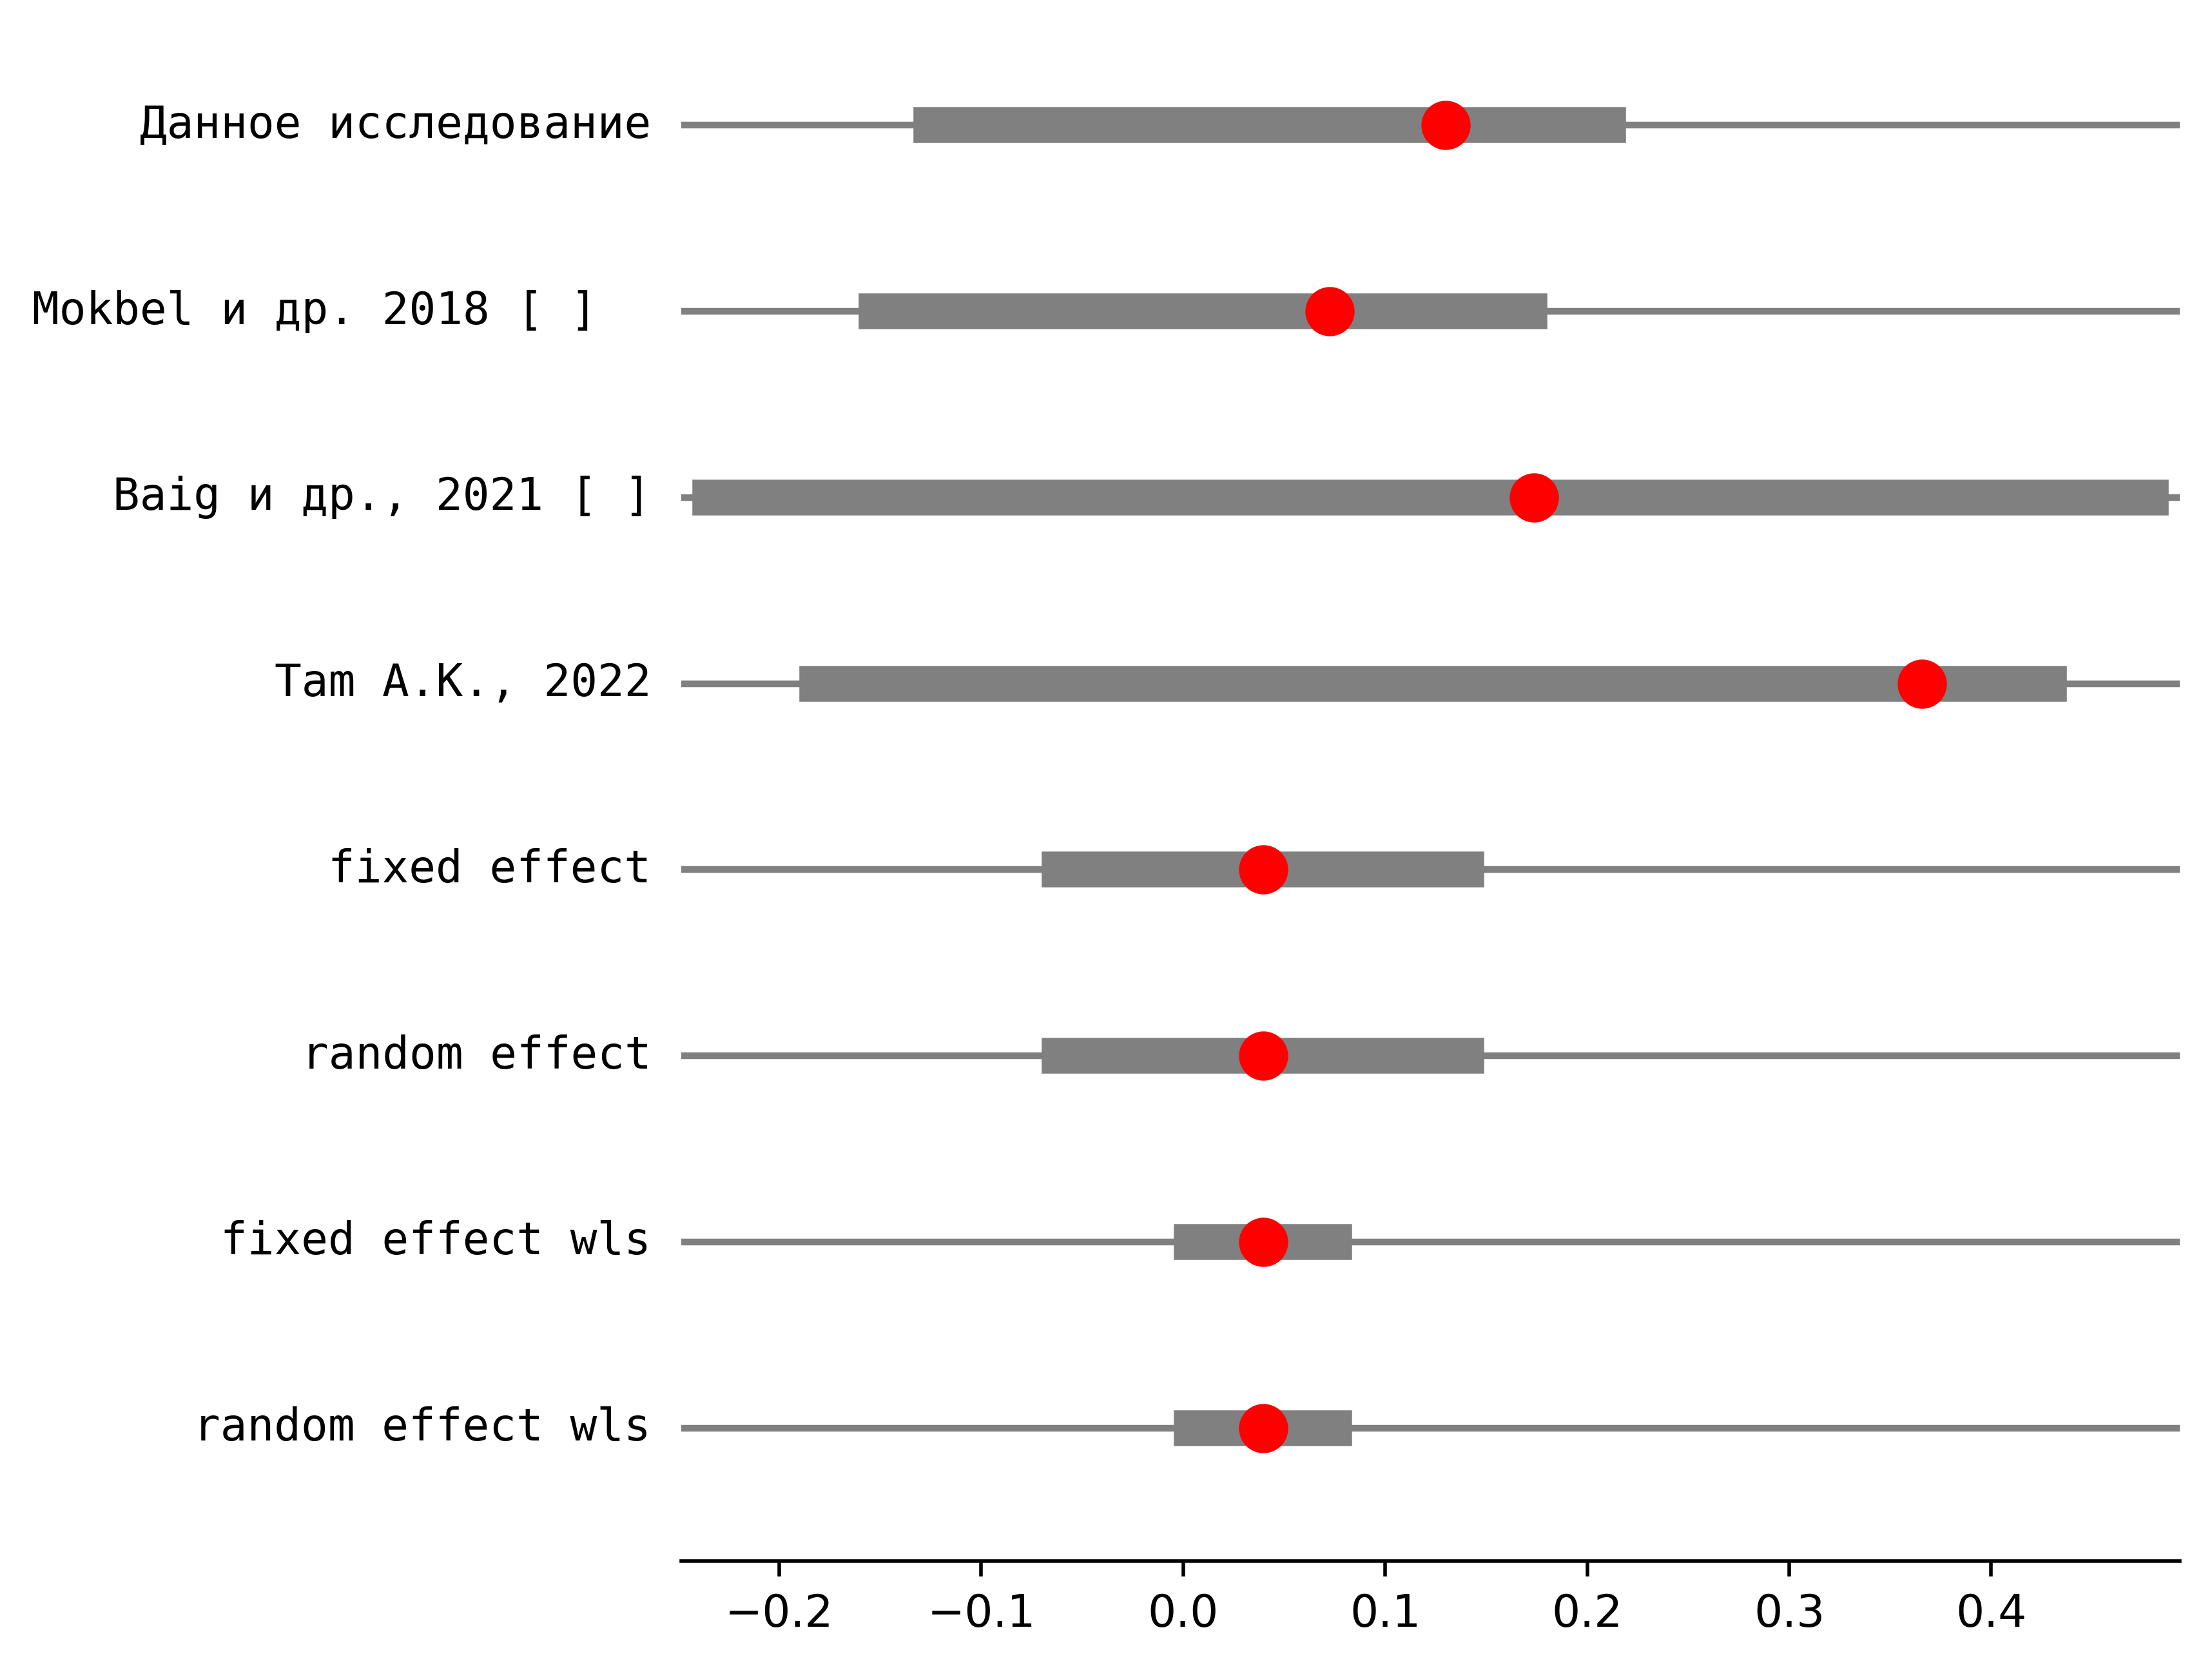 Данное исследование
Mokbel и др. 2018 [ ]
Baig и др., 2021 [ ]
Tam A.K., 2022
fixed effect
random effect
fixed effect wls
random effect wls
−0.2 −0.1 0.0 0.1 0.2 0.3 0.4